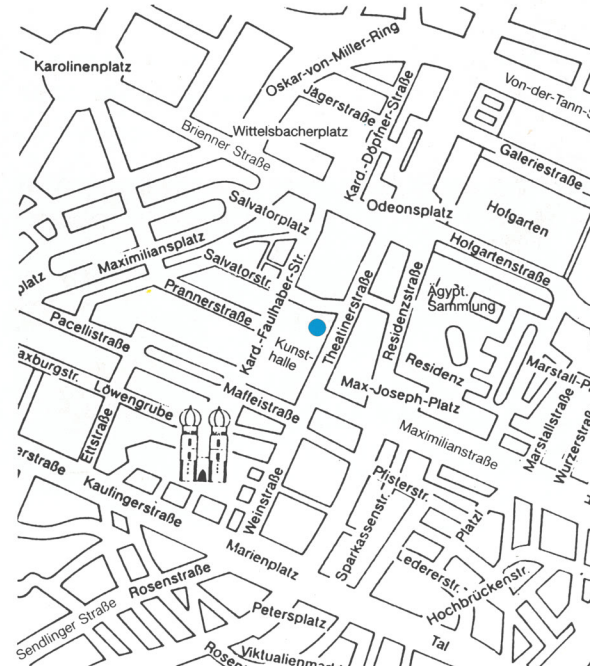 Karolinenplatz
Oskar-von-Miller-Ring
Jägerstraße
Von-der-Tann-S
Wittelsbacherplatz
Brienner Straße
Kard.-Döpfner-Straße
Galeriestraße
Salvatorplatz
Odeonsplatz
Hofgarten
Maximiliansplatz
Hofgartenstraße
platz
Salvatorstr.
Kard.-Faulhaber-Str.
Prannerstraße
Theatinerstraße
Residenzstraße
Ägypt.
Sammlung
Pacellistraße
Kunst-
halle
Residenz
Marstall-P
axburgstr.
Löwengrube
Maffeistraße
Max-Joseph-Platz
Marstallstraße
Wurzerstraß
Maximilianstraße
Ettstraße
erstraße
Kaufingerstraße
Weinstraße
Pfisterstr.
Sparkassenstr.
Platzl
Marienplatz
Ledererstr.
Hochbrückenstr.
Rosenstraße
Sendlinger Straße
Petersplatz
Tal
Viktualienmar
Rosen